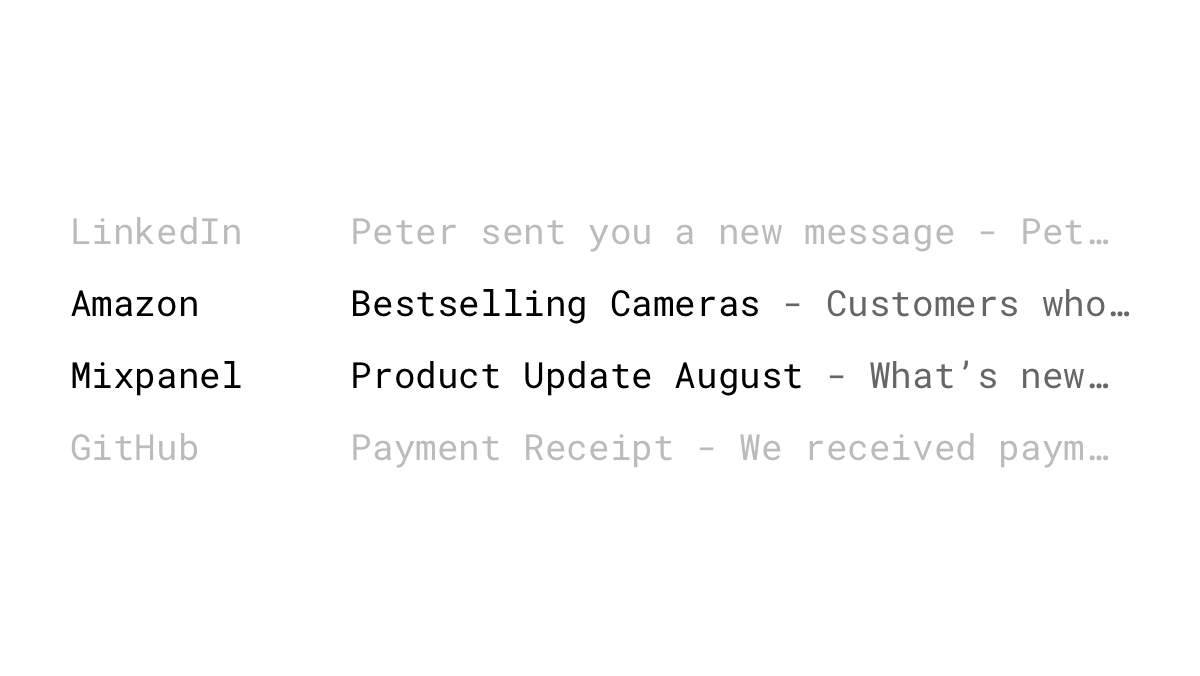 LinkedIn Peter sent you a new message - Pet…
Amazon Bestselling Cameras - Customers who…
Mixpanel Product Update August - What’s new…
GitHub Payment Receipt - We received paym…